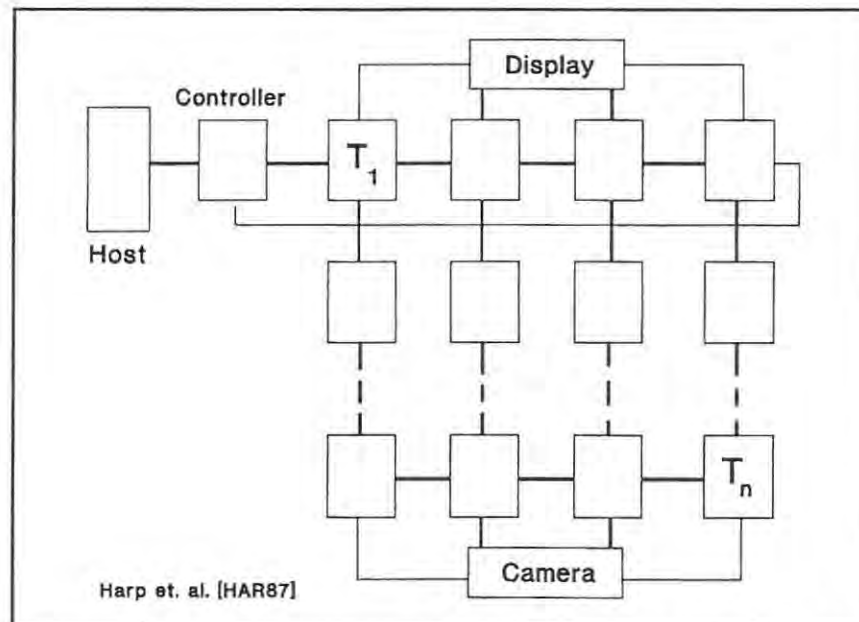 Display
Controller
T1
Host
Tn
Camera
Harp et. al. [HAR87]